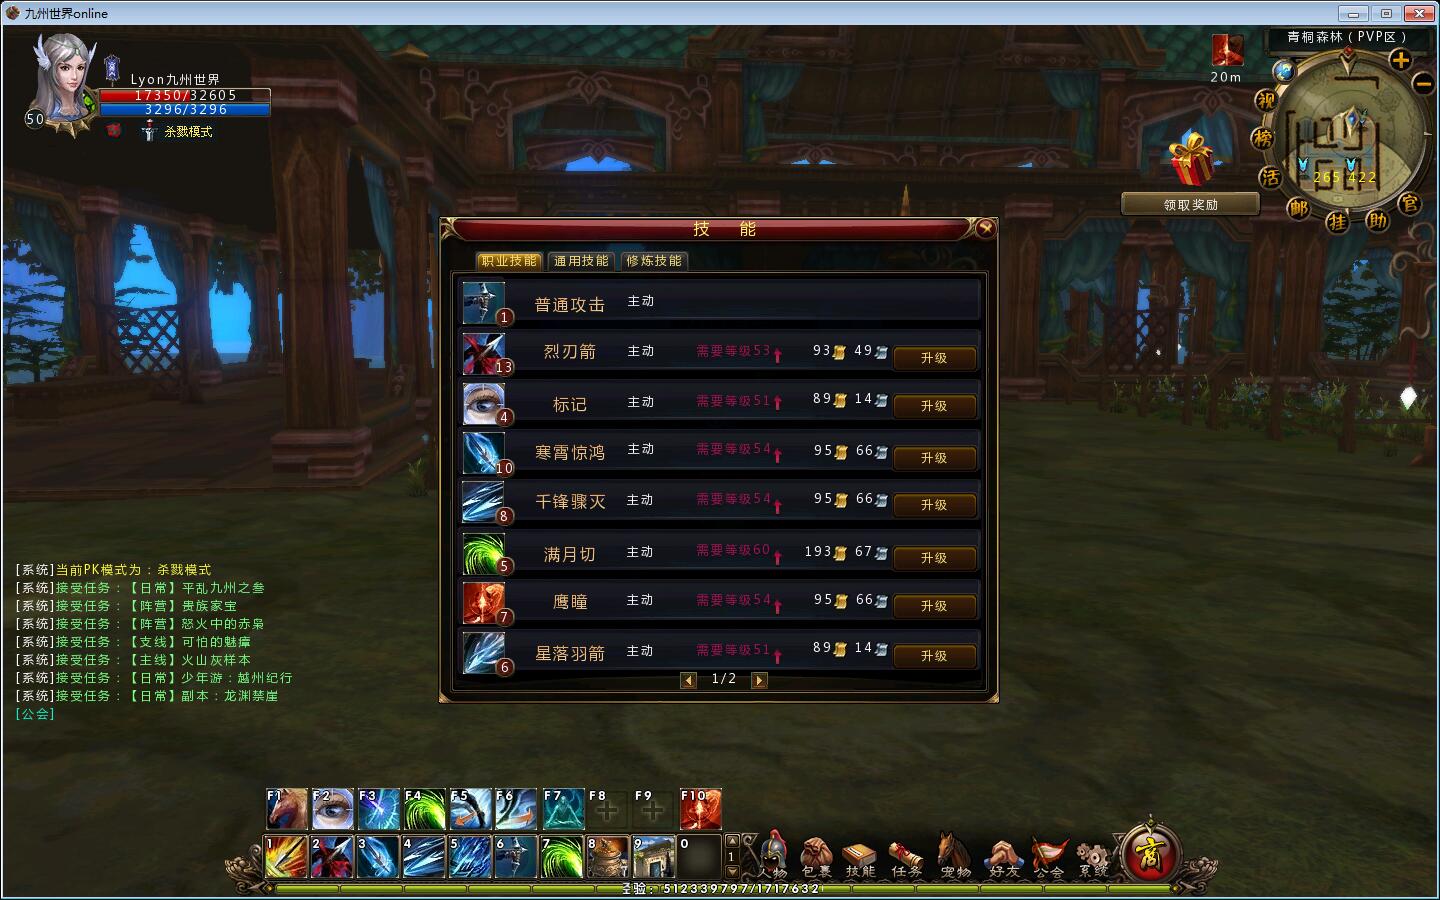 九州世界online
Lyon九州世界
17350/32605
3296/3296
50
杀戮模式
20m
青桐森林（PVP区）
视
榜
活
邮
挂
助
官
265 422
领取奖励
技 能
职业技能 通用技能 修炼技能
1 普通攻击 主动
13 烈刃箭 主动 需要等级53 93 49 升级
4 标记 主动 需要等级51 89 14 升级
10 寒霄惊鸿 主动 需要等级54 95 66 升级
8 千锋骤灭 主动 需要等级54 95 66 升级
5 满月切 主动 需要等级60 193 67 升级
7 鹰瞳 主动 需要等级54 95 66 升级
6 星落羽箭 主动 需要等级51 89 14 升级
1/2
[系统]当前PK模式为：杀戮模式
[系统]接受任务：【日常】平乱九州之叁
[系统]接受任务：【阵营】贵族家宝
[系统]接受任务：【阵营】怒火中的赤枭
[系统]接受任务：【支线】可怕的魅瘴
[系统]接受任务：【主线】火山灰样本
[系统]接受任务：【日常】少年游：越州纪行
[系统]接受任务：【日常】副本：龙渊禁崖
[公会]
F1 F2 F3 F4 F5 F6 F7 F8 F9 F10
1 2 3 4 5 6 7 8 9 0
1
人物 包裹 技能 任务 宠物 好友 公会 系统
商
经验：512339797/1717632